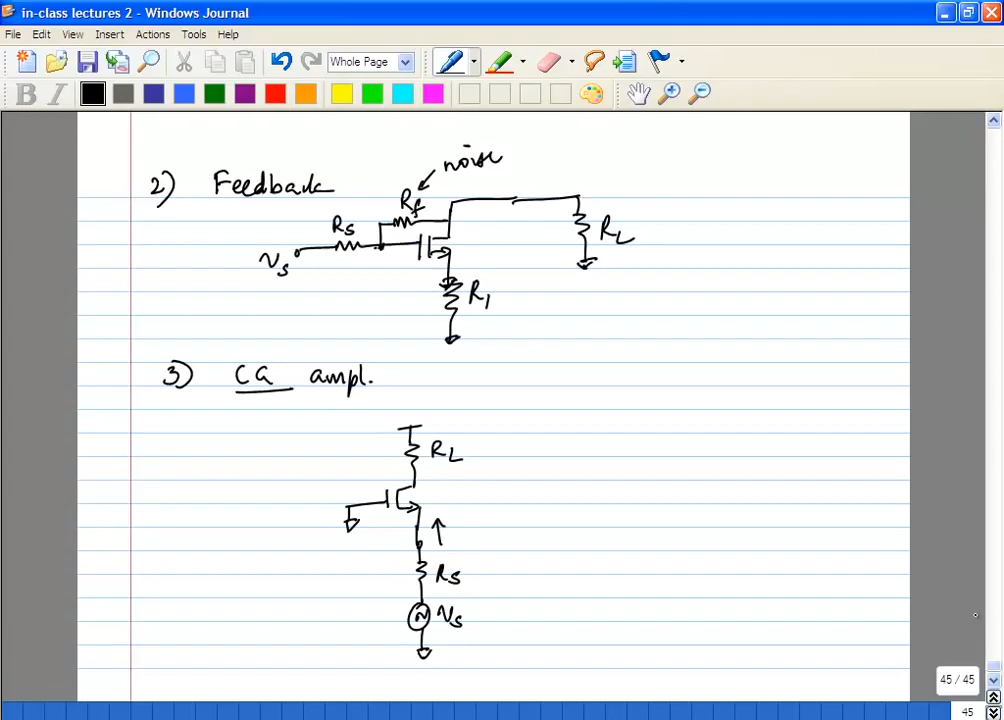 in-class lectures 2 - Windows Journal
File Edit View Insert Actions Tools Help
Whole Page
B I
noise
2) Feedback
Rf
Rs
vs
RL
R1
3) CG ampl.
RL
Rs
vs
45 / 45
45